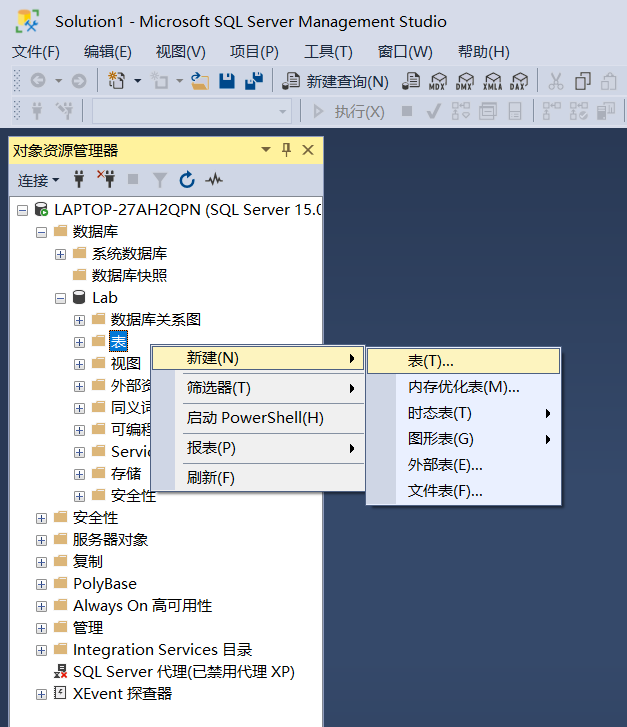 Solution1 - Microsoft SQL Server Management Studio
文件(F) 编辑(E) 视图(V) 项目(P) 工具(T) 窗口(W) 帮助(H)
新建查询(N) MDX DMX XMLA DAX
执行(X)
对象资源管理器
连接
LAPTOP-27AH2QPN (SQL Server 15.0
数据库
系统数据库
数据库快照
Lab
数据库关系图
表
新建(N) 表(T)...
视图
筛选器(T) 内存优化表(M)...
外部资
时态表(T)
同义词
启动 PowerShell(H) 图形表(G)
可编程
报表(P) 外部表(E)...
Servic
存储
刷新(F) 文件表(F)...
安全性
安全性
服务器对象
复制
PolyBase
Always On 高可用性
管理
Integration Services 目录
SQL Server 代理(已禁用代理 XP)
XEvent 探查器